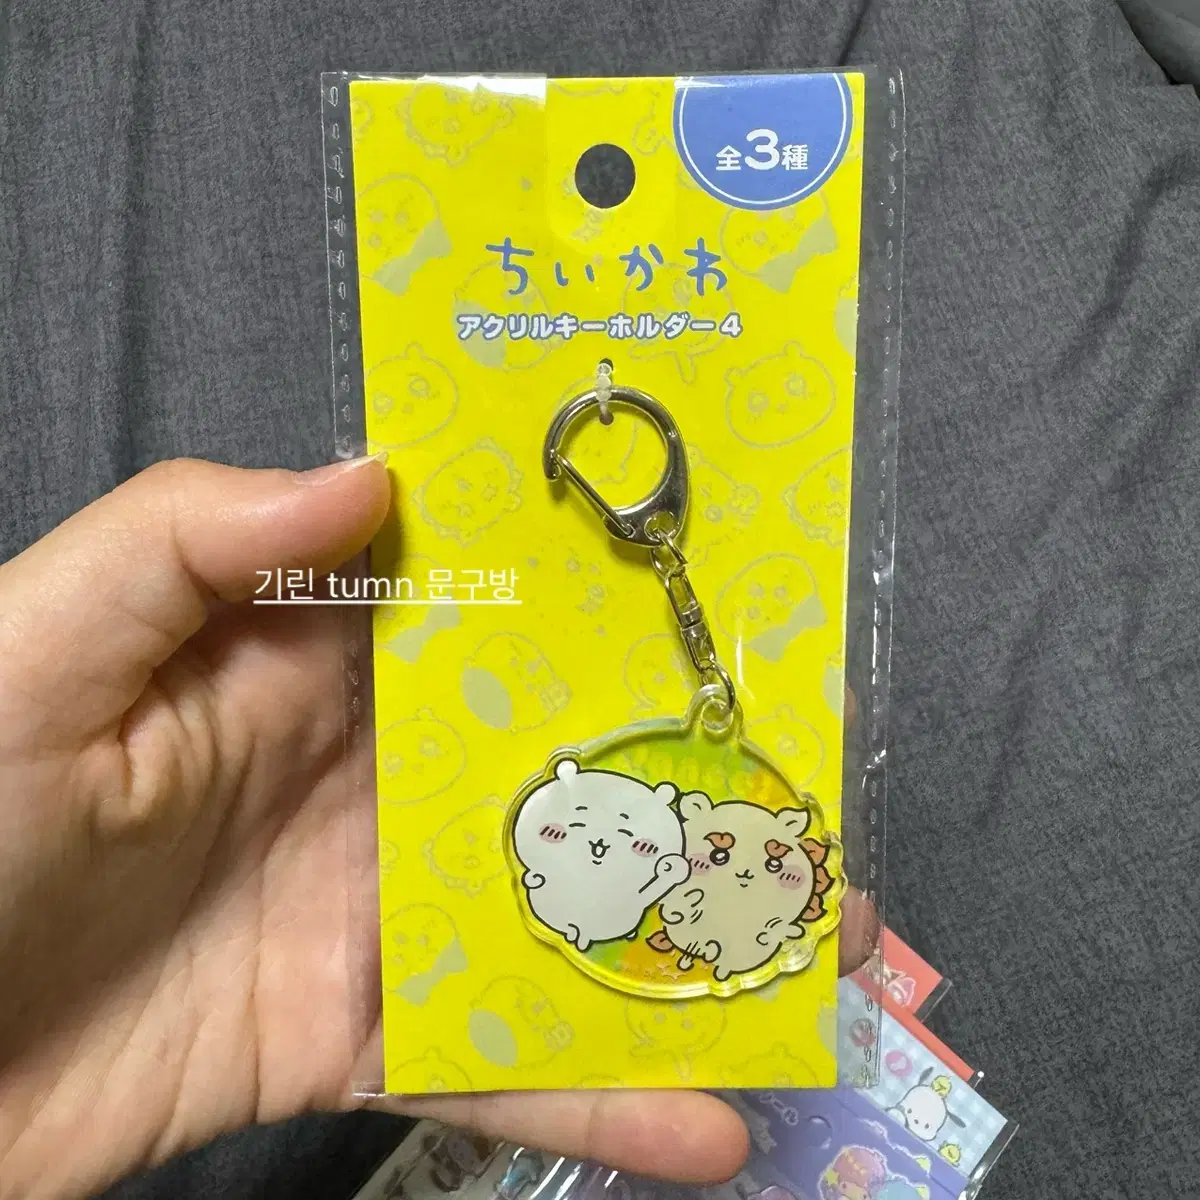 全3種
ちいかわ
アクリルキーホルダー4
기린 tumn 문구방